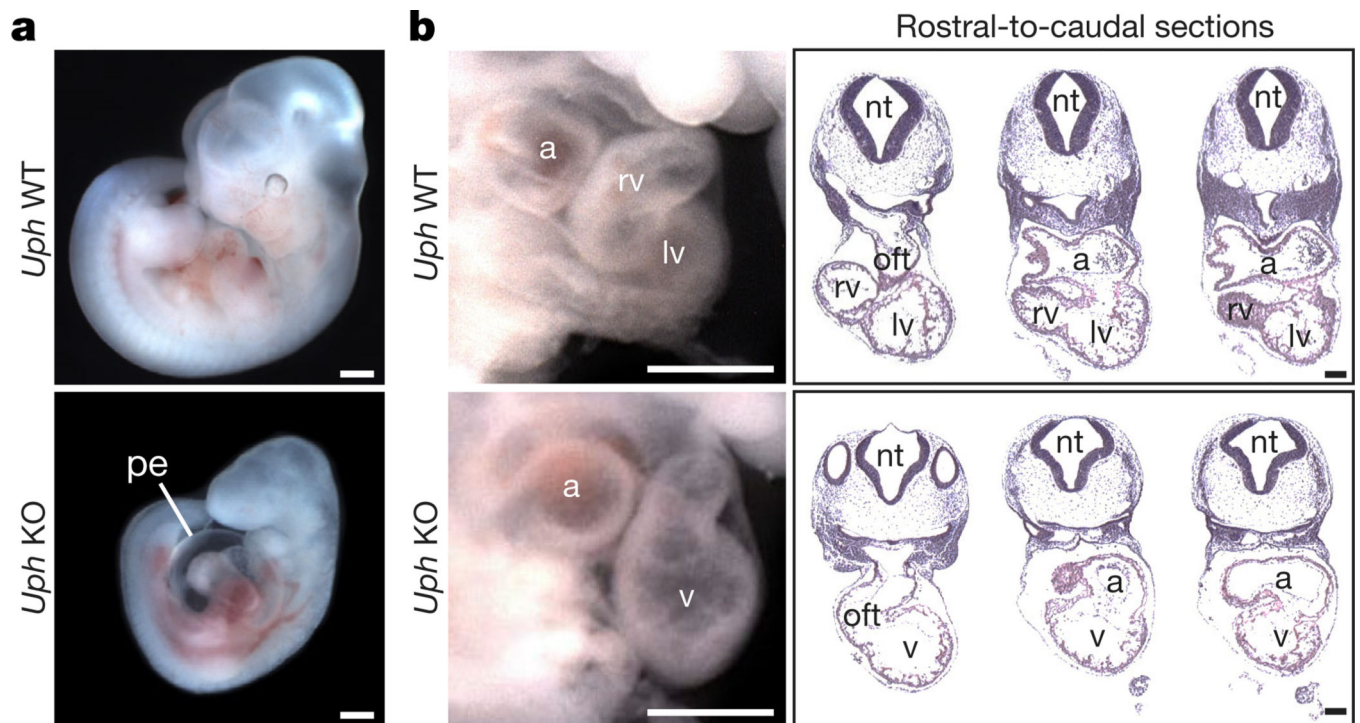 a
b
Rostral-to-caudal sections
Uph WT
Uph WT
a
rv
lv
nt
oft
rv
lv
nt
a
rv
lv
nt
a
rv
lv
Uph KO
pe
Uph KO
a
v
nt
oft
v
nt
a
v
nt
a
v